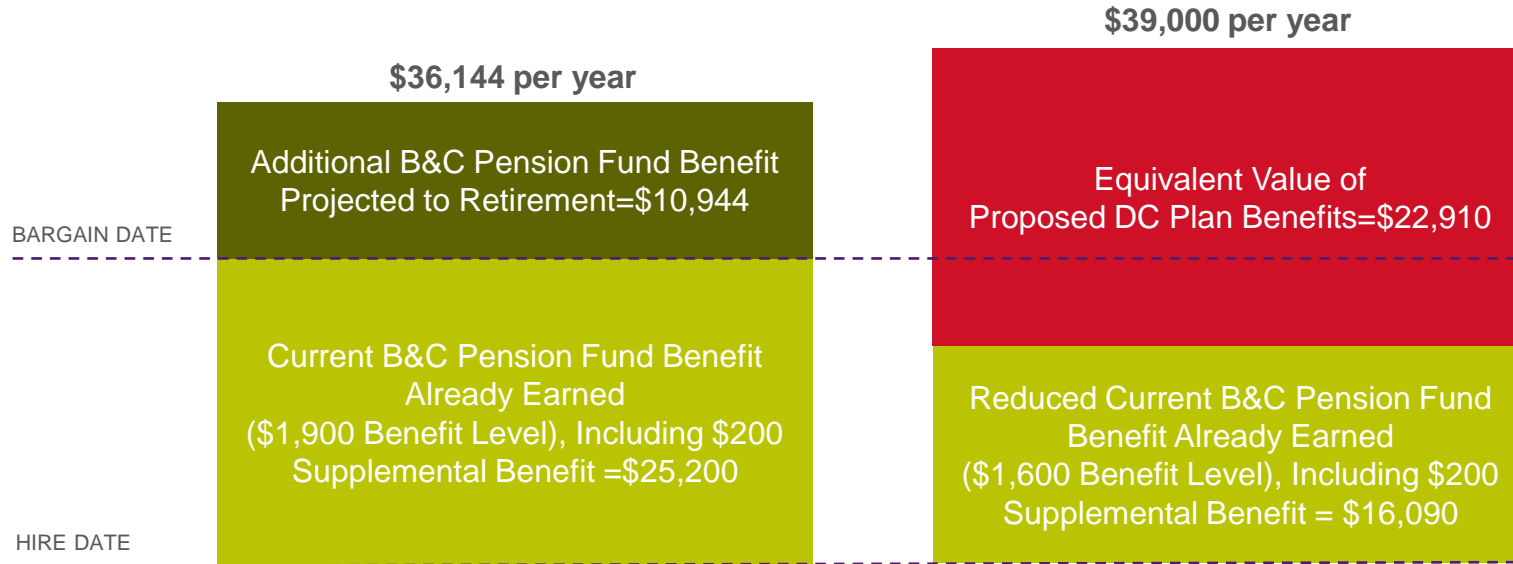 $39,000 per year
$36,144 per year
Additional B&C Pension Fund Benefit
Projected to Retirement=$10,944
Equivalent Value of
Proposed DC Plan Benefits=$22,910
BARGAIN DATE
Current B&C Pension Fund Benefit
Already Earned
($1,900 Benefit Level), Including $200
Supplemental Benefit =$25,200
Reduced Current B&C Pension Fund
Benefit Already Earned
($1,600 Benefit Level), Including $200
Supplemental Benefit = $16,090
HIRE DATE